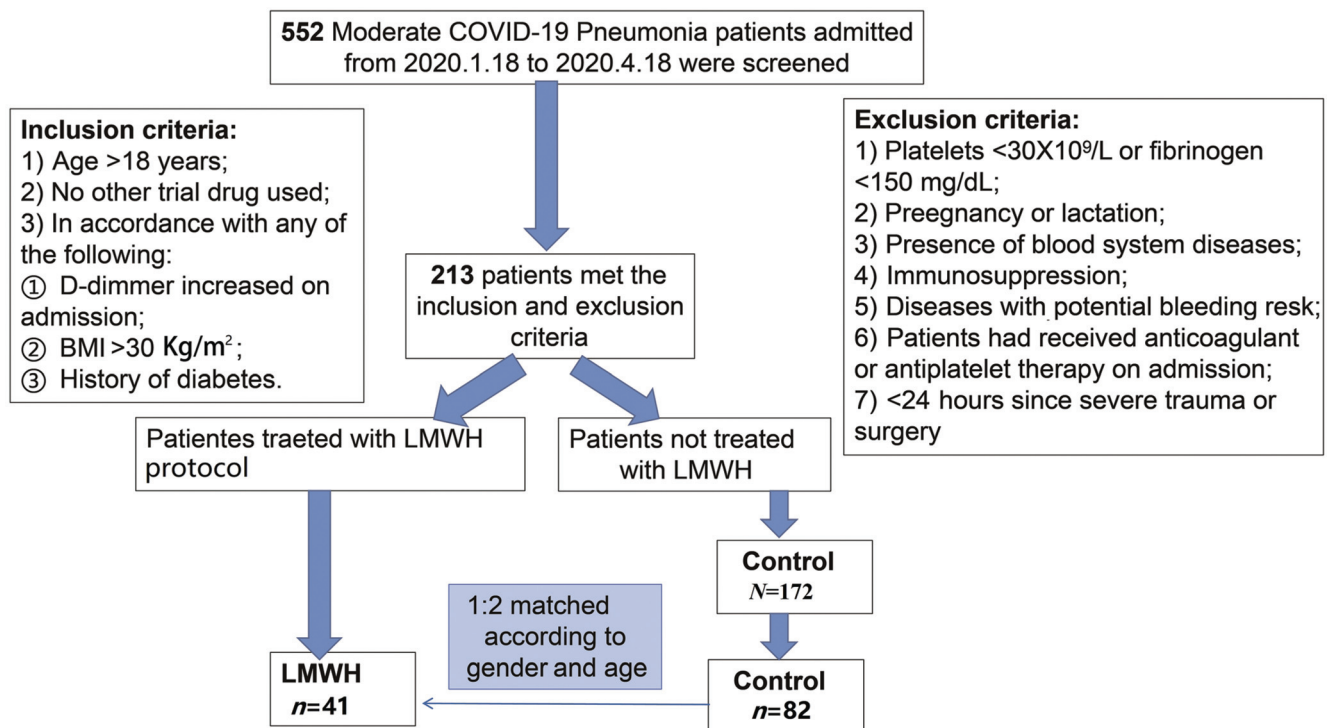 552 Moderate COVID-19 Pneumonia patients admitted
from 2020.1.18 to 2020.4.18 were screened
Inclusion criteria:
1) Age >18 years;
2) No other trial drug used;
3) In accordance with any of
the following:
① D-dimmer increased on
admission;
② BMI >30 Kg/m²;
③ History of diabetes.
Exclusion criteria:
1) Platelets <30X10⁹/L or fibrinogen
<150 mg/dL;
2) Preegnancy or lactation;
3) Presence of blood system diseases;
4) Immunosuppression;
5) Diseases with potential bleeding risk;
6) Patients had received anticoagulant
or antiplatelet therapy on admission;
7) <24 hours since severe trauma or
surgery
213 patients met the
inclusion and exclusion
criteria
Patientes traeted with LMWH
protocol
Patients not treated
with LMWH
Control
N=172
1:2 matched
according to
gender and age
LMWH
n=41
Control
n=82